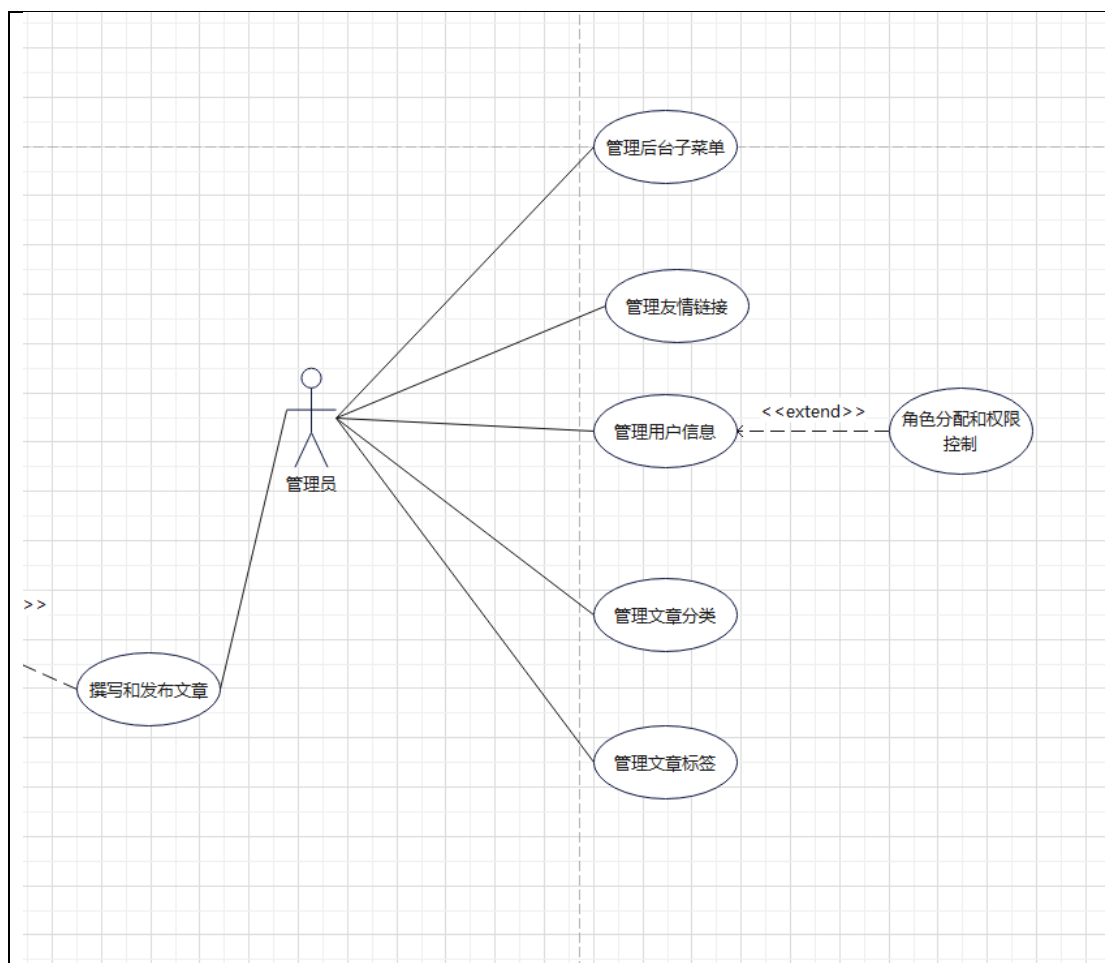 管理后台子菜单
管理友情链接
管理用户信息
<<extend>>
角色分配和权限
控制
管理员
管理文章分类
>>
撰写和发布文章
管理文章标签